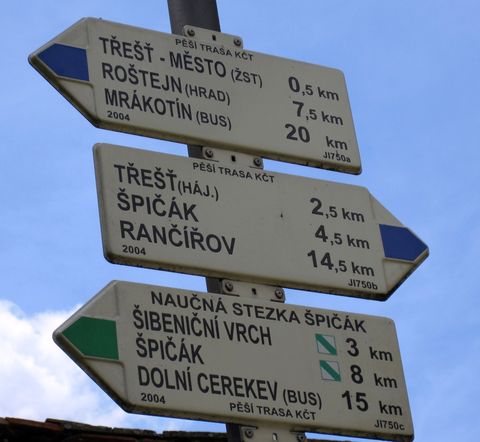 PĚŠÍ TRASA KČT
TŘEŠŤ - MĚSTO (ŽST) 0,5 km
ROŠTEJN (HRAD) 7,5 km
MRÁKOTÍN (BUS) 20 km
2004 JI750a
PĚŠÍ TRASA KČT
TŘEŠŤ (HÁJ.) 2,5 km
ŠPIČÁK 4,5 km
RANČÍŘOV 14,5 km
2004 JI750b
NAUČNÁ STEZKA ŠPIČÁK
ŠIBENIČNÍ VRCH 3 km
ŠPIČÁK 8 km
DOLNÍ CEREKEV (BUS) 15 km
2004 PĚŠÍ TRASA KČT JI750c